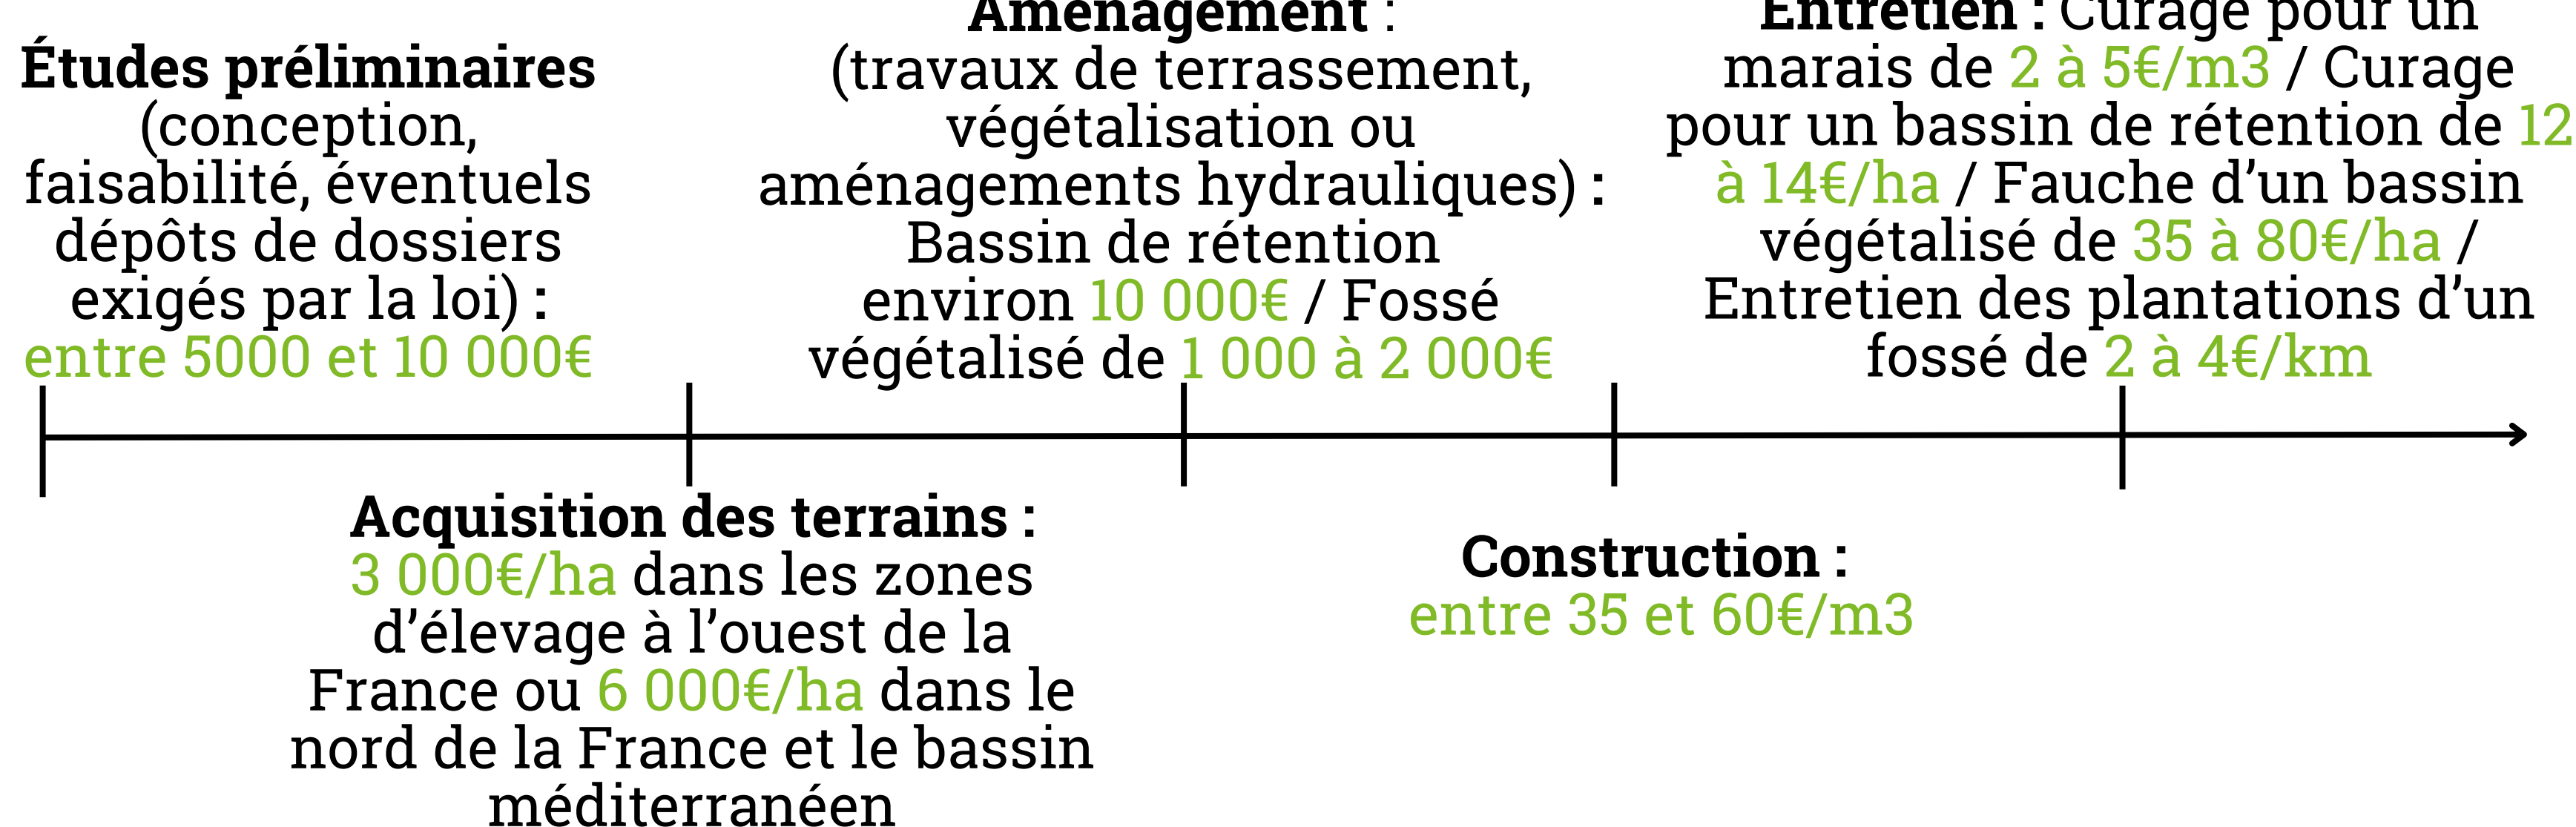 Études préliminaires
(conception,
faisabilité, éventuels
dépôts de dossiers
exigés par la loi) :
entre 5000 et 10 000€
Acquisition des terrains :
3 000€/ha dans les zones
d’élevage à l’ouest de la
France ou 6 000€/ha dans le
nord de la France et le bassin
méditerranéen
Aménagement :
(travaux de terrassement,
végétalisation ou
aménagements hydrauliques) :
Bassin de rétention
environ 10 000€ / Fossé
végétalisé de 1 000 à 2 000€
Construction :
entre 35 et 60€/m3
Entretien : Curage pour un
marais de 2 à 5€/m3 / Curage
pour un bassin de rétention de 12
à 14€/ha / Fauche d’un bassin
végétalisé de 35 à 80€/ha /
Entretien des plantations d’un
fossé de 2 à 4€/km